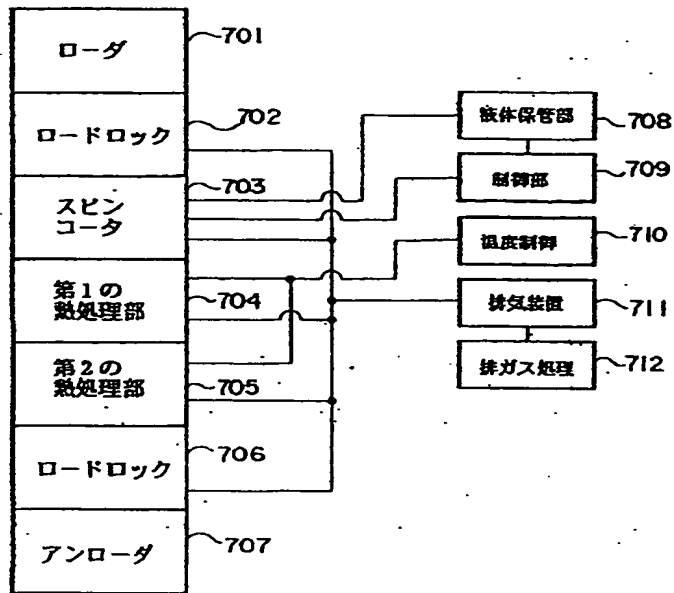 ローダ
701
ロードロック
702
スピン
コータ
703
第1の
熱処理部
704
第2の
熱処理部
705
ロードロック
706
アンローダ
707
液体保管部
708
制御部
709
温度制御
710
排気装置
711
排ガス処理
712